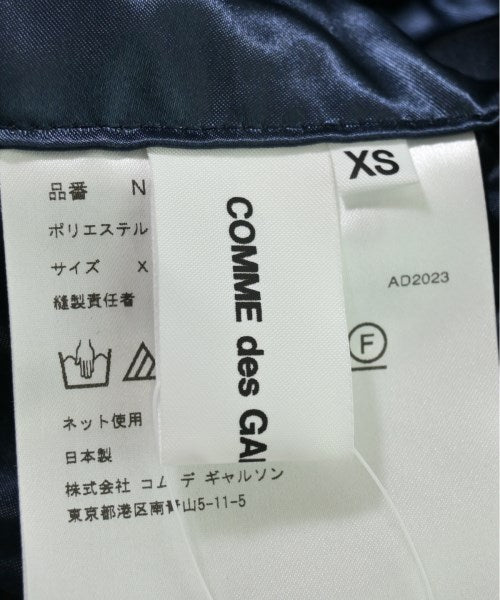 XS
品番 N
COMME des GA
ポリエステル
サイズ X
AD2023
縫製責任者
F
ネット使用
日本製
株式会社 コム デ ギャルソン
東京都港区南青山5-11-5